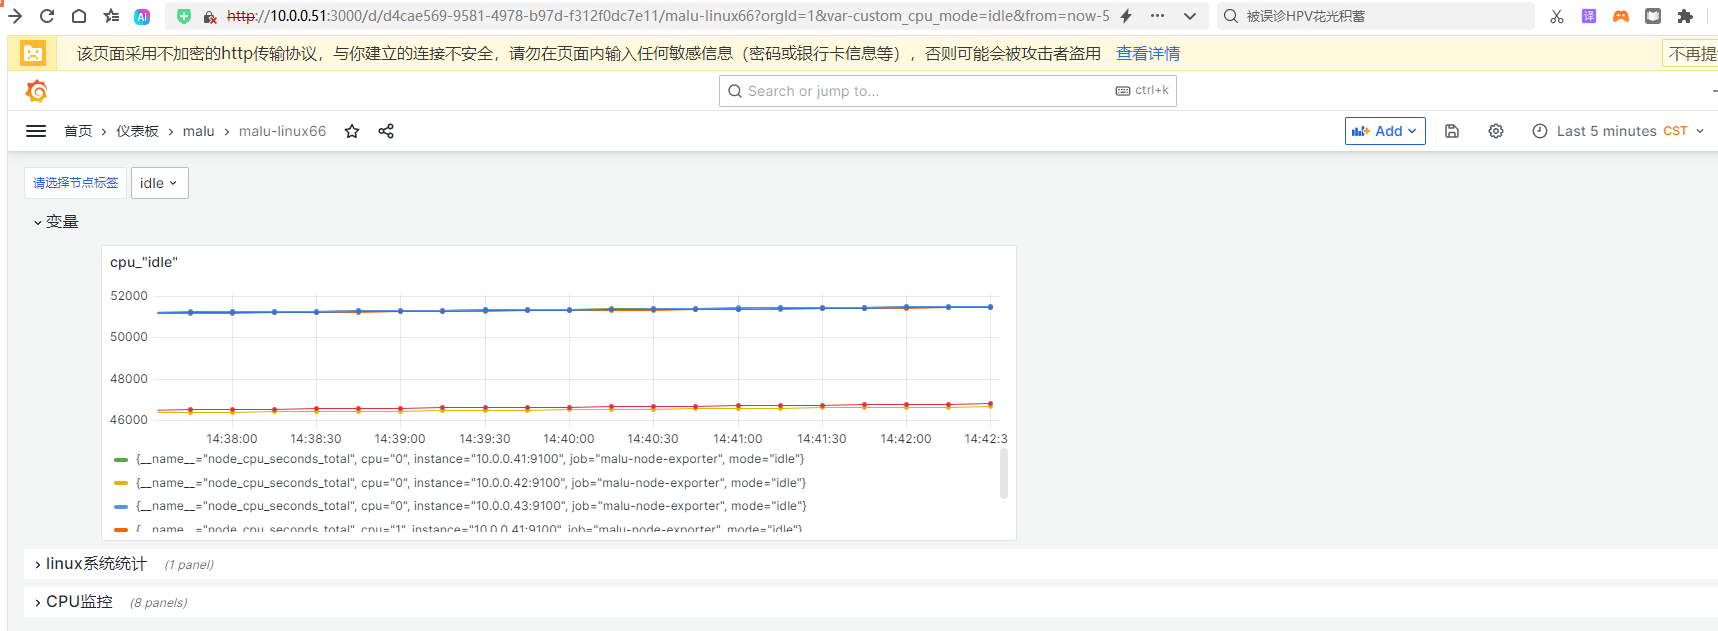 http://10.0.0.51:3000/d/d4cae569-9581-4978-b97d-f312f0dc7e11/malu-linux66?orgId=1&var-custom_cpu_mode=idle&from=now-5
被误诊HPV花光积蓄
AI
译
该页面采用不加密的http传输协议，与你建立的连接不安全，请勿在页面内输入任何敏感信息（密码或银行卡信息等），否则可能会被攻击者盗用 查看详情
不再提
Search or jump to...
ctrl+k
首页 › 仪表板 › malu › malu-linux66
Add
Last 5 minutes CST
请选择节点标签
idle
变量
cpu_"idle"
52000
50000
48000
46000
14:38:00 14:38:30 14:39:00 14:39:30 14:40:00 14:40:30 14:41:00 14:41:30 14:42:00 14:42:3
{__name__="node_cpu_seconds_total", cpu="0", instance="10.0.0.41:9100", job="malu-node-exporter", mode="idle"}
{__name__="node_cpu_seconds_total", cpu="0", instance="10.0.0.42:9100", job="malu-node-exporter", mode="idle"}
{__name__="node_cpu_seconds_total", cpu="0", instance="10.0.0.43:9100", job="malu-node-exporter", mode="idle"}
{__name__="node_cpu_seconds_total", cpu="1", instance="10.0.0.41:9100", job="malu-node-exporter", mode="idle"}
linux系统统计 (1 panel)
CPU监控 (8 panels)